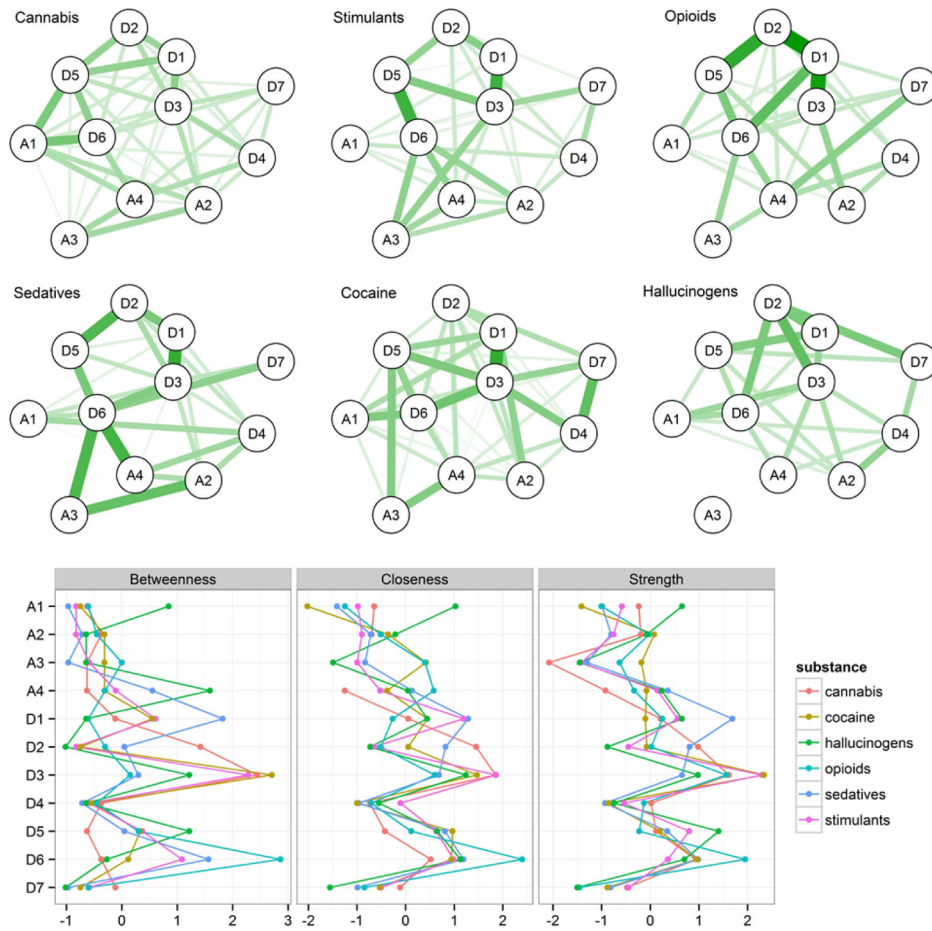 Cannabis
D2
D1
D5
D7
D3
D6
A1
D4
A4
A2
A3
Stimulants
D2
D1
D5
D7
D3
D6
A1
D4
A4
A2
A3
Opioids
D2
D1
D5
D7
D3
D6
A1
D4
A4
A2
A3
Sedatives
D2
D1
D5
D7
D3
D6
A1
D4
A4
A2
A3
Cocaine
D2
D1
D5
D7
D3
D6
A1
D4
A4
A2
A3
Hallucinogens
D2
D1
D5
D7
D3
D6
A1
D4
A4
A2
A3
Betweenness Closeness Strength
A1
A2
A3
A4
D1
D2
D3
D4
D5
D6
D7
-1 0 1 2 3 -2 -1 0 1 2 -2 -1 0 1 2
substance
cannabis
cocaine
hallucinogens
opioids
sedatives
stimulants